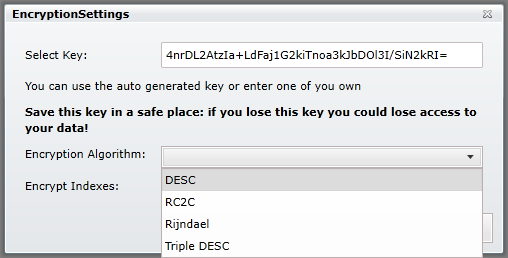 EncryptionSettings
Select Key: 4nrDL2AtzIa+LdFaj1G2kiTnoa3kJbDOl3I/SiN2kRI=
You can use the auto generated key or enter one of you own
Save this key in a safe place: if you lose this key you could lose access to
your data!
Encryption Algorithm:
Encrypt Indexes:
DESC
RC2C
Rijndael
Triple DESC